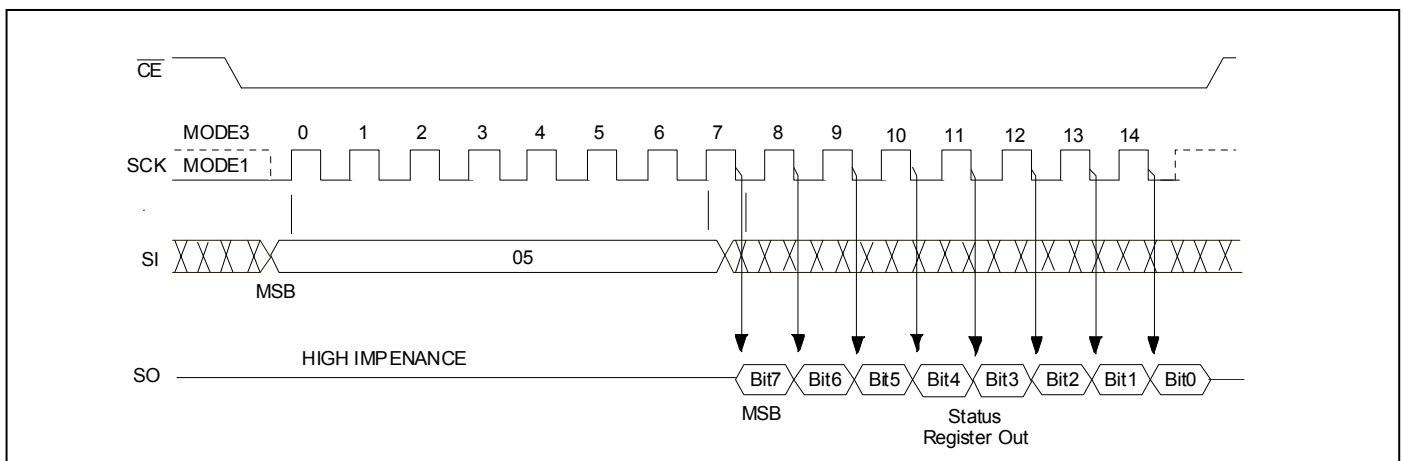 CE
MODE3 0 1 2 3 4 5 6 7 8 9 10 11 12 13 14
SCK MODE1
SI 05
MSB
HIGH IMPENANCE
SO Bit7 Bit6 Bit5 Bit4 Bit3 Bit2 Bit1 Bit0
MSB Status
Register Out